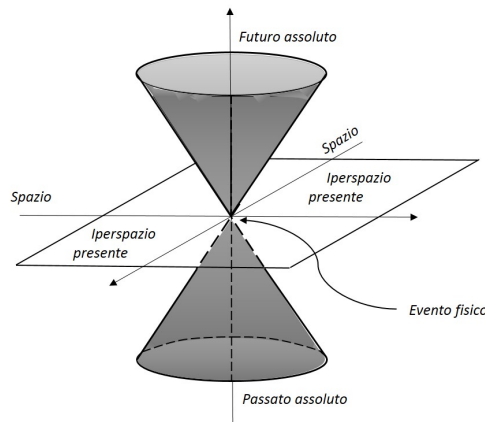 Futuro assoluto
Spazio
Spazio
Iperspazio
presente
Iperspazio
presente
Evento fisico
Passato assoluto